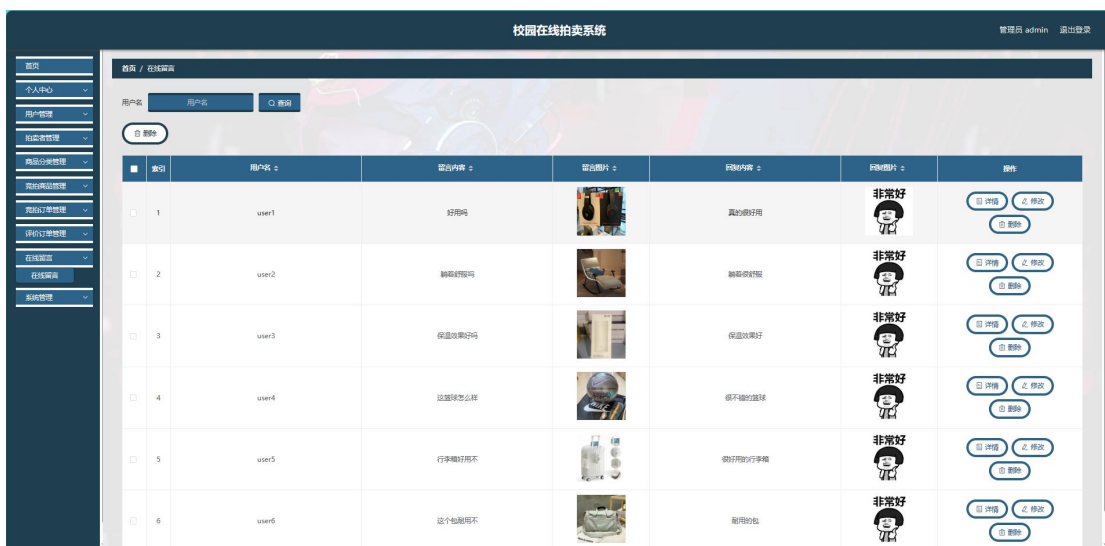 校园在线拍卖系统
管理员 admin 退出登录
首页
个人中心
用户管理
拍卖者管理
商品分类管理
竞拍商品管理
竞拍订单管理
评价订单管理
在线留言
在线留言
系统管理
首页 / 在线留言
用户名 用户名 查询
删除
索引 用户名 留言内容 留言图片 回复内容 回复图片 操作
1 user1 好用吗 真的很好用 非常好 详情 修改
删除
2 user2 躺着舒服吗 躺着很舒服 非常好 详情 修改
删除
3 user3 保温效果好吗 保温效果好 非常好 详情 修改
删除
4 user4 这篮球怎么样 很不错的篮球 非常好 详情 修改
删除
5 user5 行李箱好用不 很好用的行李箱 非常好 详情 修改
删除
6 user6 这个包耐用不 耐用的包 非常好 详情 修改
删除